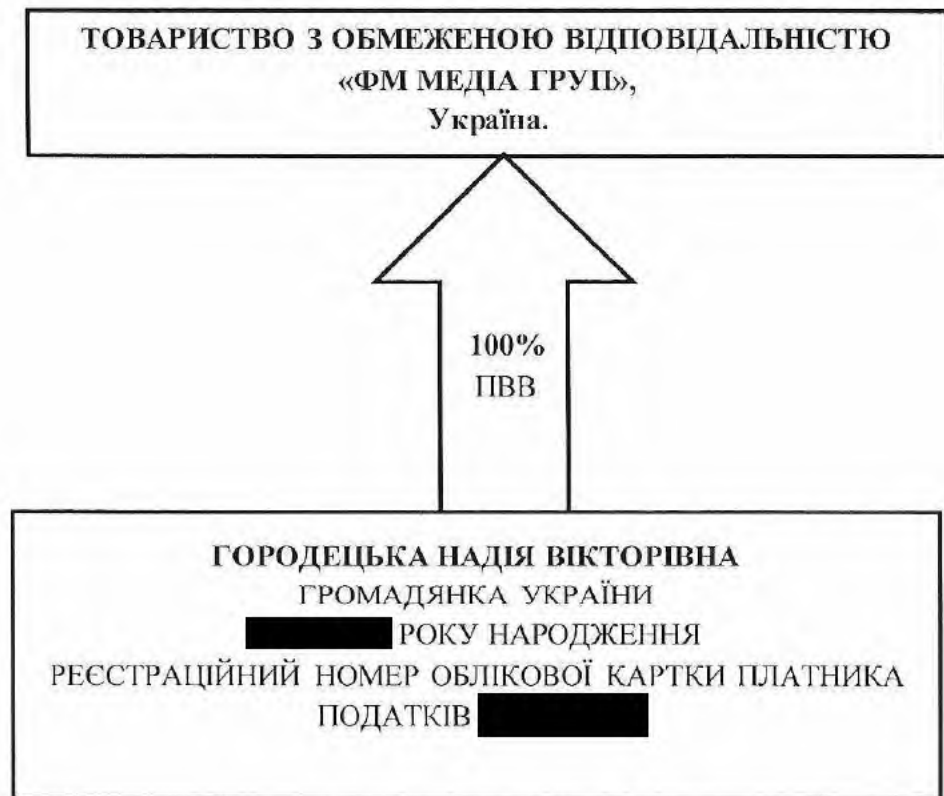 ТОВАРИСТВО З ОБМЕЖЕНОЮ ВІДПОВІДАЛЬНІСТЮ
«ФМ МЕДІА ГРУП»,
Україна.
100%
ПВВ
ГОРОДЕЦЬКА НАДІЯ ВІКТОРІВНА
ГРОМАДЯНКА УКРАЇНИ
РОКУ НАРОДЖЕННЯ
РЕЄСТРАЦІЙНИЙ НОМЕР ОБЛІКОВОЇ КАРТКИ ПЛАТНИКА
ПОДАТКІВ